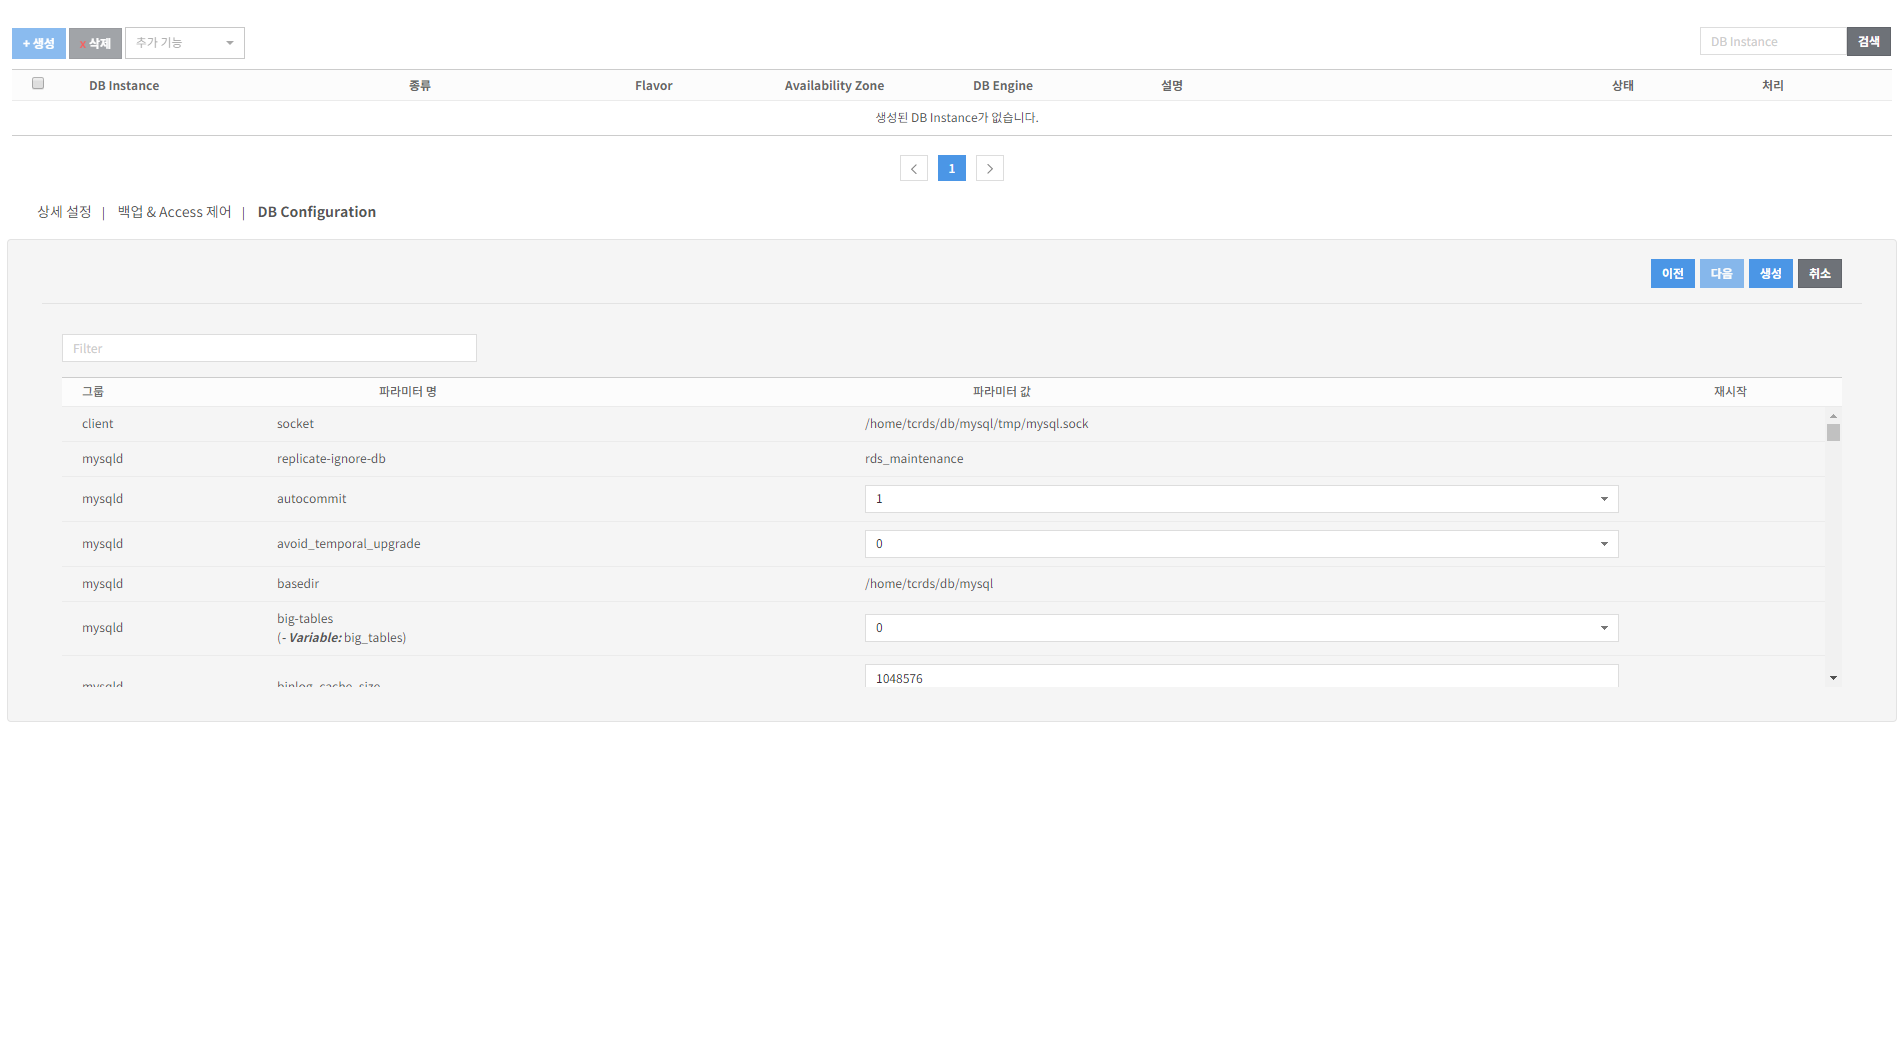 + 생성 x 삭제 추가 기능 DB Instance 검색
DB Instance 종류 Flavor Availability Zone DB Engine 설명 상태 처리
생성된 DB Instance가 없습니다.
1
상세 설정 | 백업 & Access 제어 | DB Configuration
이전 다음 생성 취소
Filter
그룹 파라미터 명 파라미터 값 재시작
client socket /home/tcrds/db/mysql/tmp/mysql.sock
mysqld replicate-ignore-db rds_maintenance
mysqld autocommit 1
mysqld avoid_temporal_upgrade 0
mysqld basedir /home/tcrds/db/mysql
mysqld big-tables 0
(- Variable: big_tables)
mysqld binlog_cache_size 1048576